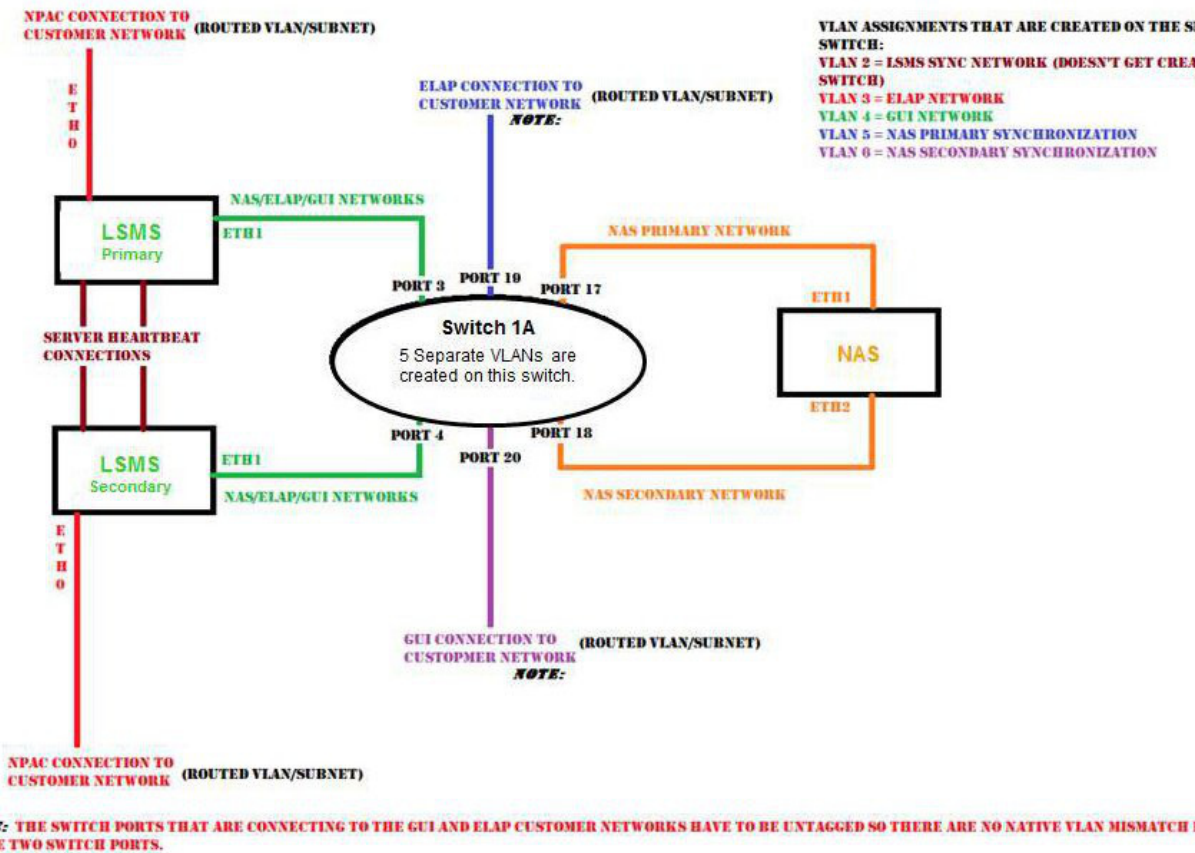 NPAC CONNECTION TO
CUSTOMER NETWORK (ROUTED VLAN/SUBNET)
ETH0
ELAP CONNECTION TO
CUSTOMER NETWORK (ROUTED VLAN/SUBNET)
NOTE:
VLAN ASSIGNMENTS THAT ARE CREATED ON THE
SWITCH:
VLAN 2 = LSMS SYNC NETWORK (DOESN'T GET
SWITCH)
VLAN 3 = ELAP NETWORK
VLAN 4 = GUI NETWORK
VLAN 5 = NAS PRIMARY SYNCHRONIZATION
VLAN 6 = NAS SECONDARY SYNCHRONIZATION
LSMS
Primary
NAS/ELAP/GUI NETWORKS
ETH1
NAS PRIMARY NETWORK
PORT 3
PORT 19
PORT 17
ETH1
SERVER HEARTBEAT
CONNECTIONS
Switch 1A
5 Separate VLANs are
created on this switch.
NAS
ETH2
PORT 4
PORT 18
PORT 20
LSMS
Secondary
ETH1
NAS/ELAP/GUI NETWORKS
NAS SECONDARY NETWORK
ETH0
GUI CONNECTION TO (ROUTED VLAN/SUBNET)
CUSTOPMER NETWORK
NOTE:
NPAC CONNECTION TO
CUSTOMER NETWORK (ROUTED VLAN/SUBNET)
: THE SWITCH PORTS THAT ARE CONNECTING TO THE GUI AND ELAP CUSTOMER NETWORKS HAVE TO BE UNTAGGED SO THERE ARE NO NATIVE VLAN MISMATCH
TWO SWITCH PORTS.